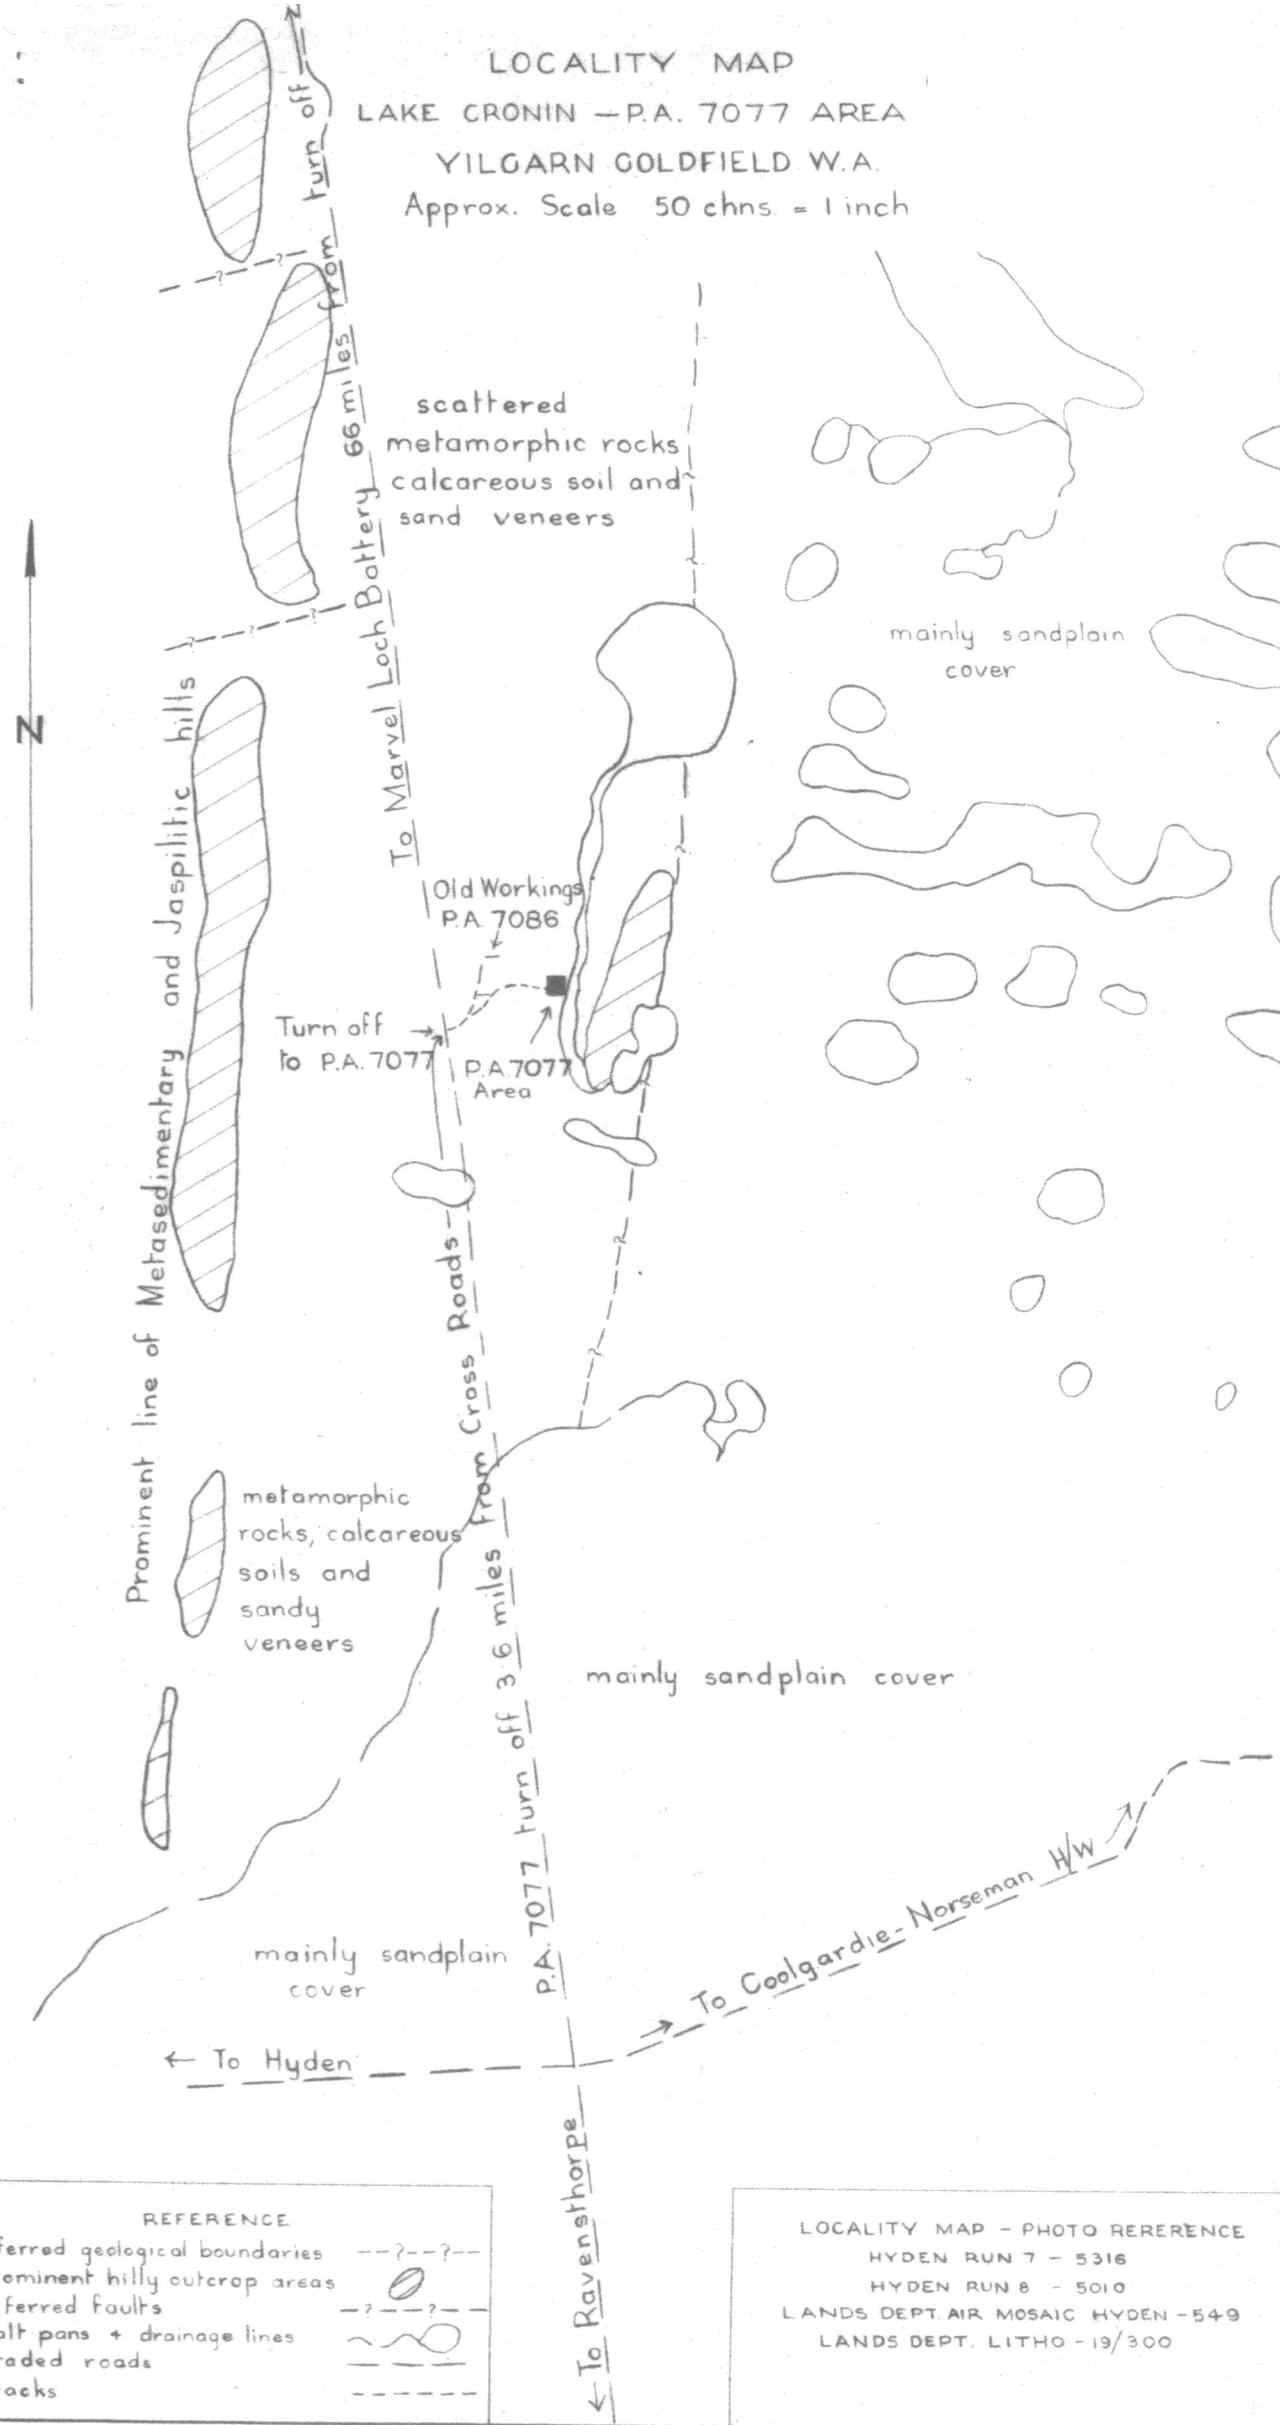 LOCALITY MAP
LAKE CRONIN — P.A. 7077 AREA
YILGARN GOLDFIELD W.A.
Approx. Scale 50 chns. = 1 inch
To Marvel Loch Battery 66 miles from turn off
scattered
metamorphic rocks
calcareous soil and
sand veneers
mainly sandplain
cover
N
Prominent line of Metasedimentary and Jaspilitic hills
Old Workings
P.A. 7086
Turn off
to P.A. 7077
P.A. 7077
Area
P.A. 7077 turn off 3.6 miles from Cross Roads
metamorphic
rocks, calcareous
soils and
sandy
veneers
mainly sandplain cover
mainly sandplain
cover
To Coolgardie-Norseman H/W
← To Hyden
← To Ravensthorpe
REFERENCE
ferred geological boundaries --?--?--
ominent hilly outcrop areas
ferred faults —?——?——
alt pans + drainage lines
raded roads
acks
LOCALITY MAP - PHOTO RERERENCE
HYDEN RUN 7 - 5316
HYDEN RUN 8 - 5010
LANDS DEPT. AIR MOSAIC HYDEN - 549
LANDS DEPT. LITHO - 19/300